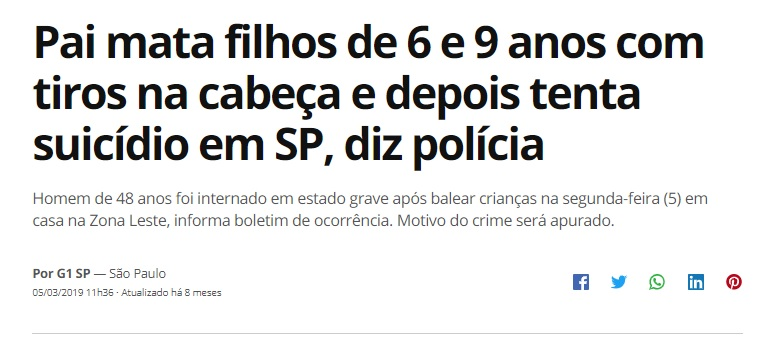 Pai mata filhos de 6 e 9 anos com
tiros na cabeça e depois tenta
suicídio em SP, diz polícia
Homem de 48 anos foi internado em estado grave após balear crianças na segunda-feira (5) em
casa na Zona Leste, informa boletim de ocorrência. Motivo do crime será apurado.
Por G1 SP — São Paulo
05/03/2019 11h36 · Atualizado há 8 meses